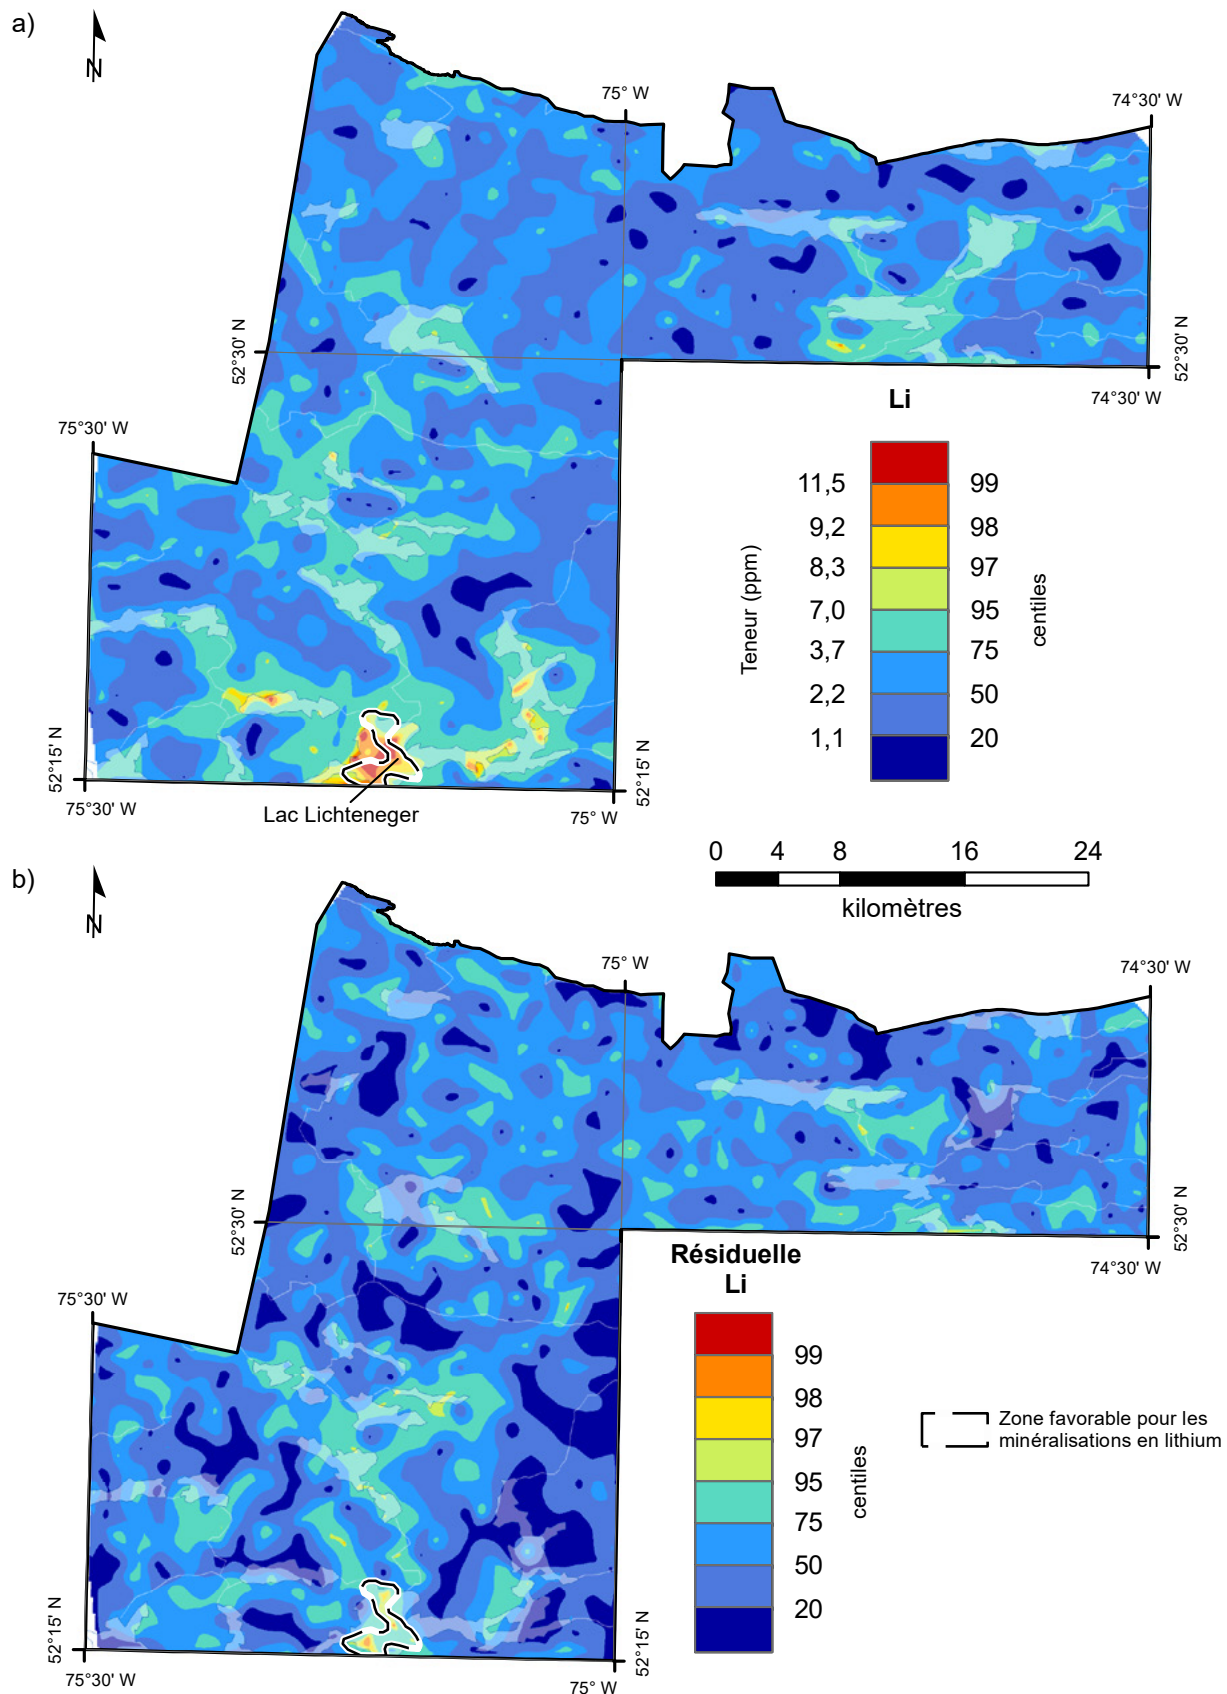 a)
N
75° W
74°30' W
52°30' N
52°30' N
74°30' W
75°30' W
Li
Teneur (ppm)
centiles
11,5 99
9,2 98
8,3 97
7,0 95
3,7 75
2,2 50
1,1 20
52°15' N
52°15' N
75°30' W
Lac Lichteneger
75° W
0 4 8 16 24
kilomètres
b)
N
75° W
74°30' W
52°30' N
52°30' N
74°30' W
75°30' W
Résiduelle
Li
99
98
97
95
75
50
20
centiles
Zone favorable pour les
minéralisations en lithium
52°15' N
52°15' N
75°30' W
75° W